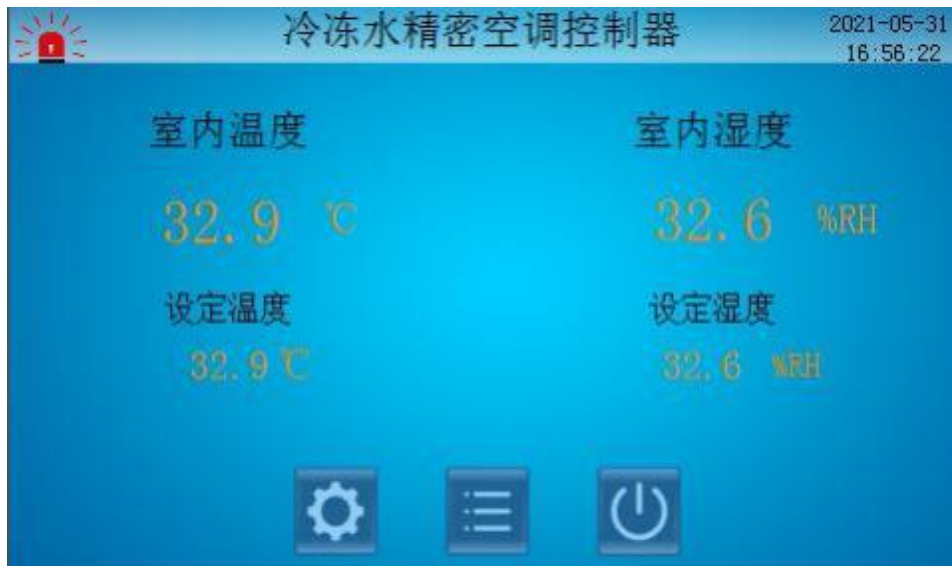 冷冻水精密空调控制器
2021-05-31
16:56:22
室内温度
室内湿度
32.9 ℃
32.6 %RH
设定温度
设定湿度
32.9℃
32.6 %RH